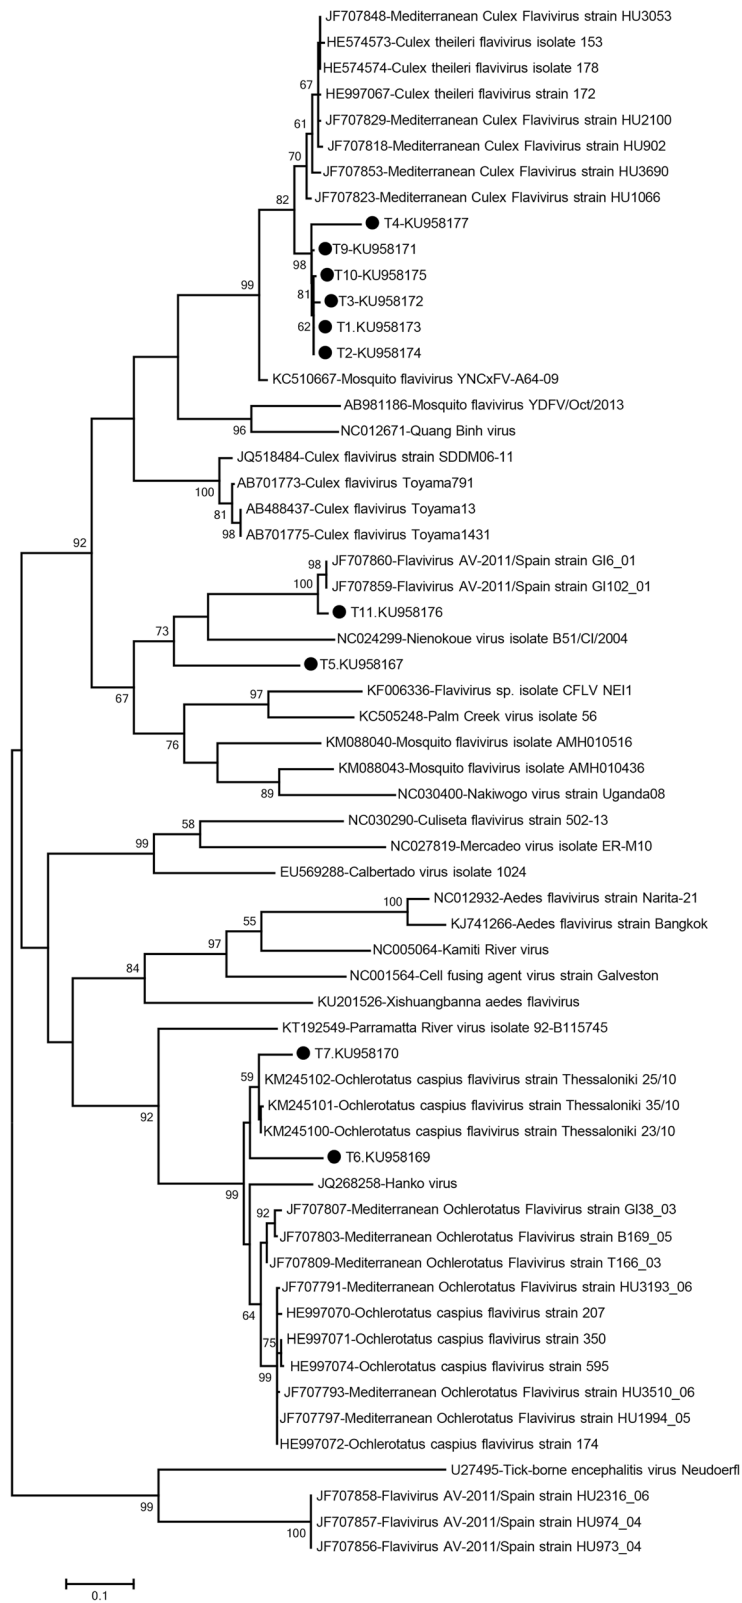 JF707848-Mediterranean Culex Flavivirus strain HU3053
HE574573-Culex theileri flavivirus isolate 153
HE574574-Culex theileri flavivirus isolate 178
67
HE997067-Culex theileri flavivirus strain 172
61
JF707829-Mediterranean Culex Flavivirus strain HU2100
JF707818-Mediterranean Culex Flavivirus strain HU902
70
JF707853-Mediterranean Culex Flavivirus strain HU3690
82
JF707823-Mediterranean Culex Flavivirus strain HU1066
T4-KU958177
T9-KU958171
98
T10-KU958175
99
81
T3-KU958172
62
T1.KU958173
T2-KU958174
KC510667-Mosquito flavivirus YNCxFV-A64-09
AB981186-Mosquito flavivirus YDFV/Oct/2013
96
NC012671-Quang Binh virus
JQ518484-Culex flavivirus strain SDDM06-11
100
AB701773-Culex flavivirus Toyama791
81
AB488437-Culex flavivirus Toyama13
98
AB701775-Culex flavivirus Toyama1431
92
98
JF707860-Flavivirus AV-2011/Spain strain GI6_01
100
JF707859-Flavivirus AV-2011/Spain strain GI102_01
T11.KU958176
73
NC024299-Nienokoue virus isolate B51/CI/2004
T5.KU958167
67
97
KF006336-Flavivirus sp. isolate CFLV NEI1
KC505248-Palm Creek virus isolate 56
76
KM088040-Mosquito flavivirus isolate AMH010516
KM088043-Mosquito flavivirus isolate AMH010436
89
NC030400-Nakiwogo virus strain Uganda08
58
NC030290-Culiseta flavivirus strain 502-13
99
NC027819-Mercadeo virus isolate ER-M10
EU569288-Calbertado virus isolate 1024
100
NC012932-Aedes flavivirus strain Narita-21
55
KJ741266-Aedes flavivirus strain Bangkok
97
NC005064-Kamiti River virus
84
NC001564-Cell fusing agent virus strain Galveston
KU201526-Xishuangbanna aedes flavivirus
KT192549-Parramatta River virus isolate 92-B115745
T7.KU958170
59
KM245102-Ochlerotatus caspius flavivirus strain Thessaloniki 25/10
92
KM245101-Ochlerotatus caspius flavivirus strain Thessaloniki 35/10
KM245100-Ochlerotatus caspius flavivirus strain Thessaloniki 23/10
T6.KU958169
99
JQ268258-Hanko virus
92
JF707807-Mediterranean Ochlerotatus Flavivirus strain GI38_03
JF707803-Mediterranean Ochlerotatus Flavivirus strain B169_05
JF707809-Mediterranean Ochlerotatus Flavivirus strain T166_03
JF707791-Mediterranean Ochlerotatus Flavivirus strain HU3193_06
64
HE997070-Ochlerotatus caspius flavivirus strain 207
75
HE997071-Ochlerotatus caspius flavivirus strain 350
99
HE997074-Ochlerotatus caspius flavivirus strain 595
JF707793-Mediterranean Ochlerotatus Flavivirus strain HU3510_06
JF707797-Mediterranean Ochlerotatus Flavivirus strain HU1994_05
HE997072-Ochlerotatus caspius flavivirus strain 174
U27495-Tick-borne encephalitis virus Neudoerfl
99
JF707858-Flavivirus AV-2011/Spain strain HU2316_06
100
JF707857-Flavivirus AV-2011/Spain strain HU974_04
JF707856-Flavivirus AV-2011/Spain strain HU973_04
0.1